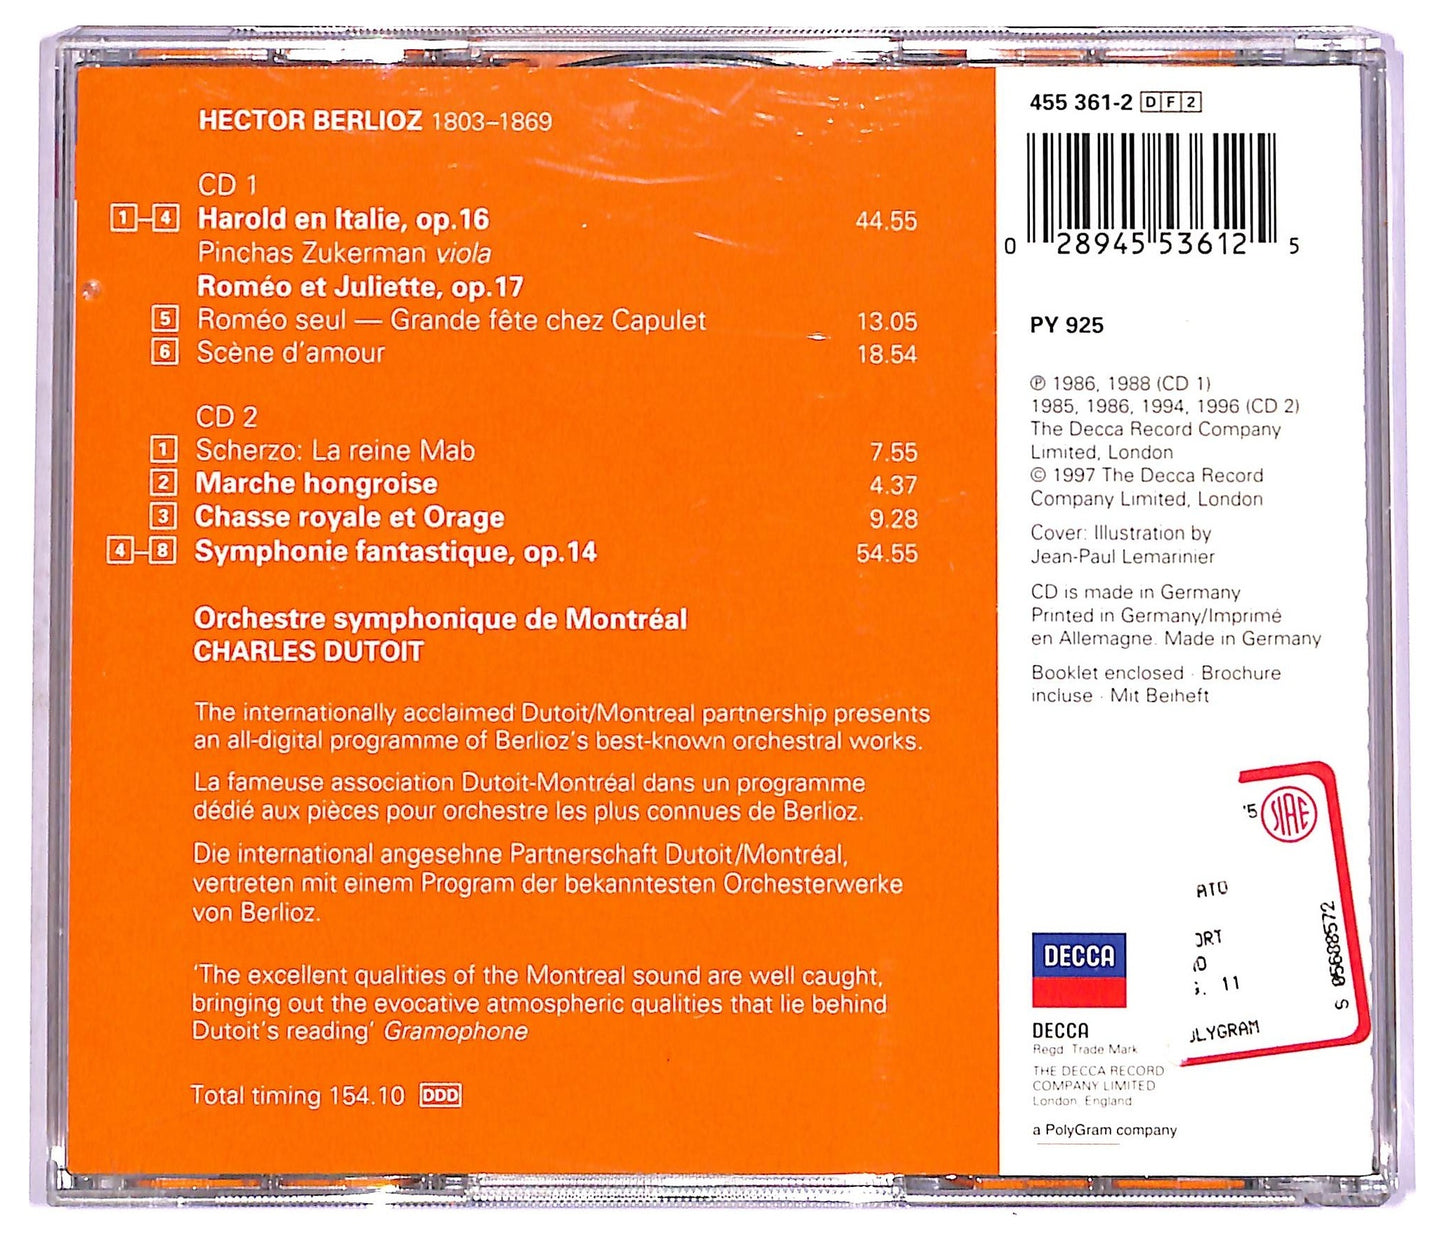 HECTOR BERLIOZ 1803–1869
CD 1
1–4 Harold en Italie, op.16 44.55
Pinchas Zukerman viola
Roméo et Juliette, op.17
5 Roméo seul — Grande fête chez Capulet 13.05
6 Scène d'amour 18.54
CD 2
1 Scherzo: La reine Mab 7.55
2 Marche hongroise 4.37
3 Chasse royale et Orage 9.28
4–8 Symphonie fantastique, op.14 54.55
Orchestre symphonique de Montréal
CHARLES DUTOIT
The internationally acclaimed Dutoit/Montreal partnership presents
an all-digital programme of Berlioz's best-known orchestral works.
La fameuse association Dutoit-Montréal dans un programme
dédié aux pièces pour orchestre les plus connues de Berlioz.
Die international angesehne Partnerschaft Dutoit/Montréal,
vertreten mit einem Program der bekanntesten Orchesterwerke
von Berlioz.
'The excellent qualities of the Montreal sound are well caught,
bringing out the evocative atmospheric qualities that lie behind
Dutoit's reading' Gramophone
Total timing 154.10 DDD
455 361-2 D F 2
0 28945 53612 5
PY 925
℗ 1986, 1988 (CD 1)
1985, 1986, 1994, 1996 (CD 2)
The Decca Record Company
Limited, London
© 1997 The Decca Record
Company Limited, London
Cover: Illustration by
Jean-Paul Lemarinier
CD is made in Germany
Printed in Germany/Imprimé
en Allemagne. Made in Germany
Booklet enclosed · Brochure
incluse · Mit Beiheft
'5 SIAE
ATO
ORT
O
S. 11
OLYGRAM
S 05688572
DECCA
DECCA
Regd. Trade Mark
THE DECCA RECORD
COMPANY LIMITED
London England
a PolyGram company